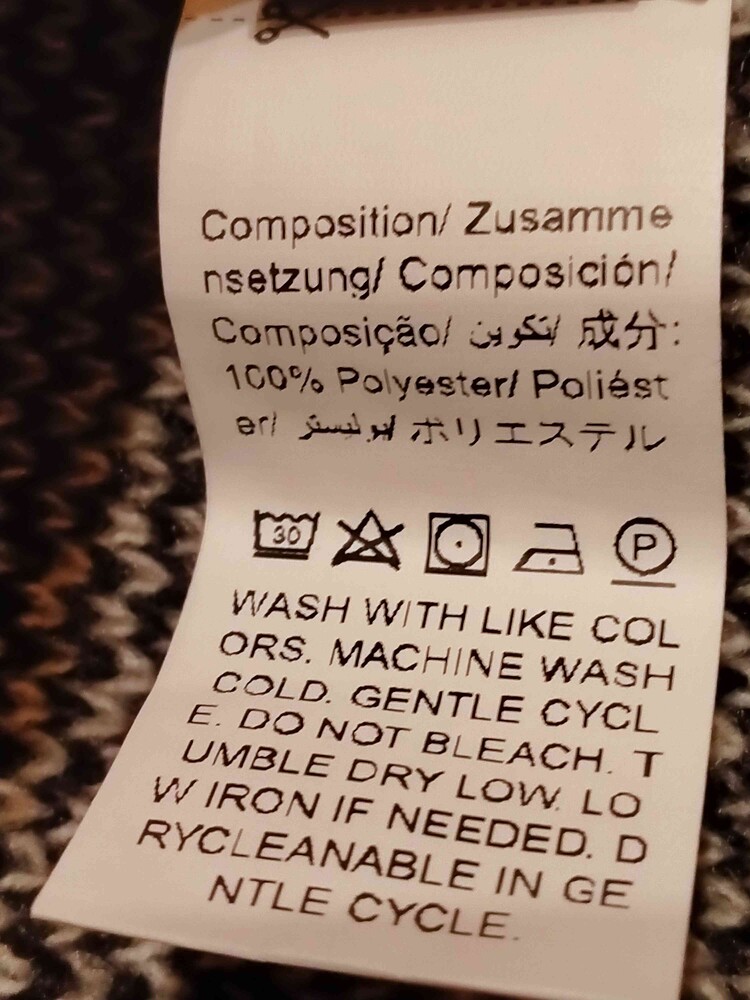 Composition/ Zusamme
nsetzung/ Composición/
Composição/ تكوين/ 成分:
100% Polyester/ Poliést
er/ بوليستر/ ポリエステル
30
P
WASH WITH LIKE COL
ORS. MACHINE WASH
COLD. GENTLE CYCL
E. DO NOT BLEACH. T
UMBLE DRY LOW. LO
W IRON IF NEEDED. D
RYCLEANABLE IN GE
NTLE CYCLE.